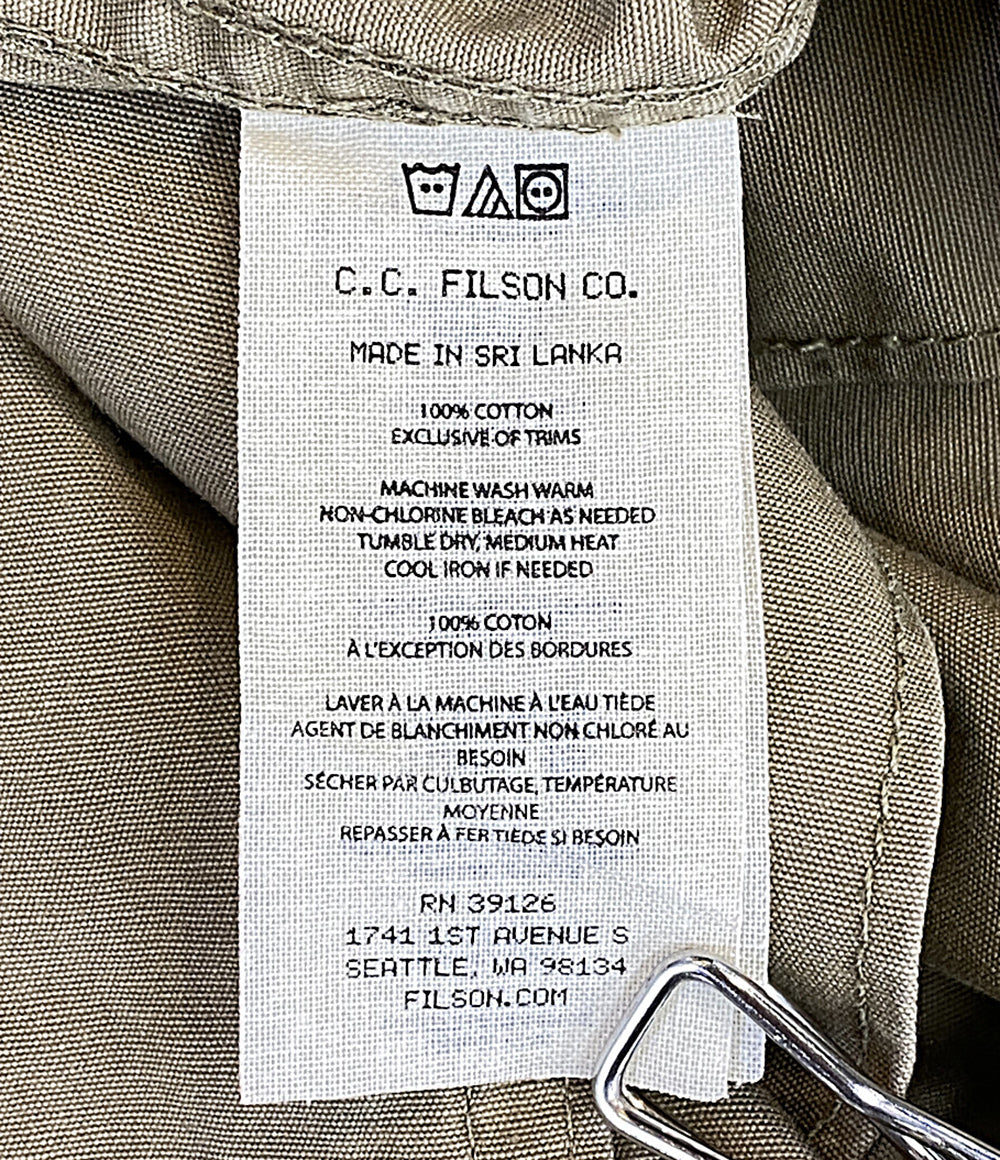 C.C. FILSON CO.
MADE IN SRI LANKA
100% COTTON
EXCLUSIVE OF TRIMS
MACHINE WASH WARM
NON-CHLORINE BLEACH AS NEEDED
TUMBLE DRY, MEDIUM HEAT
COOL IRON IF NEEDED
100% COTON
À L'EXCEPTION DES BORDURES
LAVER À LA MACHINE À L'EAU TIÈDE
AGENT DE BLANCHIMENT NON CHLORÉ AU
BESOIN
SÉCHER PAR CULBUTAGE, TEMPÉRATURE
MOYENNE
REPASSER À FER TIÈDE SI BESOIN
RN 39126
1741 1ST AVENUE S
SEATTLE, WA 98134
FILSON.COM